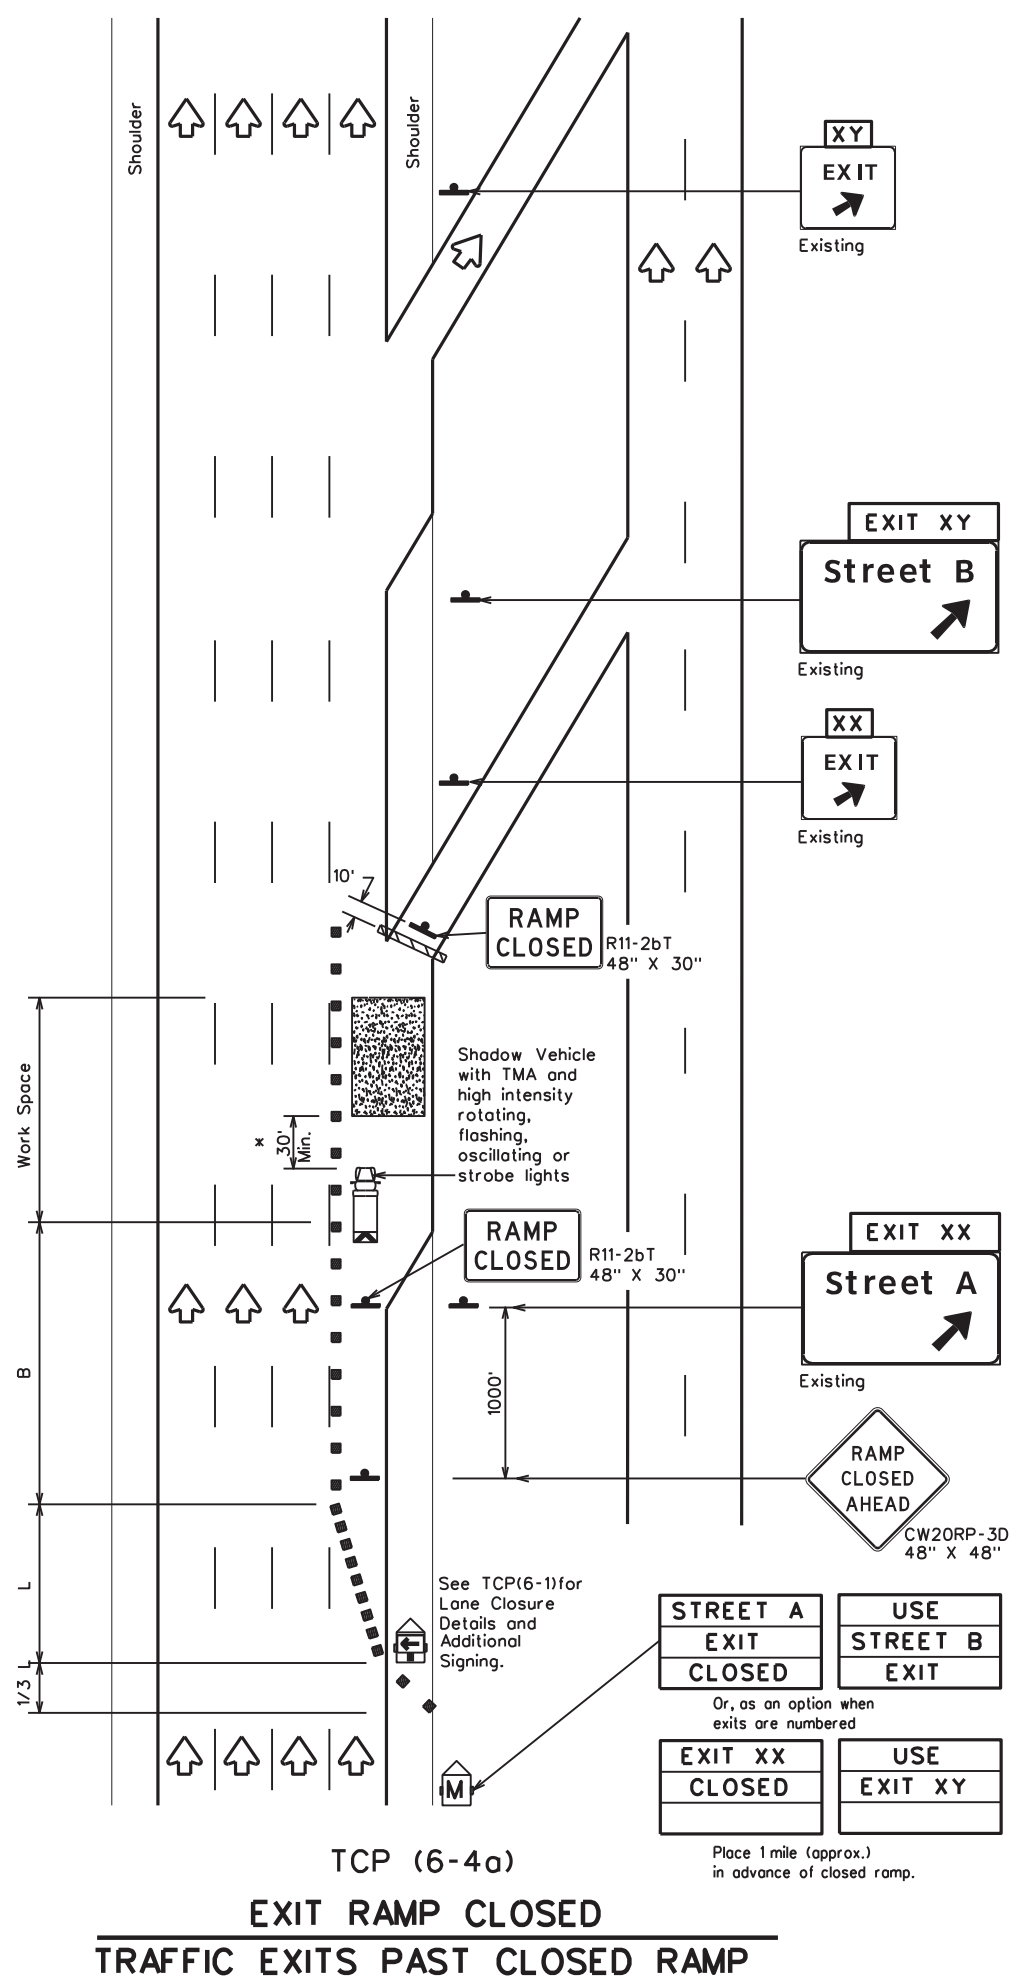 Shoulder
Shoulder
XY
EXIT
Existing
EXIT XY
Street B
Existing
XX
EXIT
Existing
10'
RAMP
CLOSED
R11-2bT
48" X 30"
Work Space
*
30'
Min.
Shadow Vehicle
with TMA and
high intensity
rotating,
flashing,
oscillating or
strobe lights
RAMP
CLOSED
R11-2bT
48" X 30"
EXIT XX
Street A
Existing
B
1000'
RAMP
CLOSED
AHEAD
CW20RP-3D
48" X 48"
L
See TCP(6-1)for
Lane Closure
Details and
Additional
Signing.
1/3 L
STREET A
EXIT
CLOSED
USE
STREET B
EXIT
Or, as an option when
exits are numbered
EXIT XX
CLOSED
USE
EXIT XY
M
Place 1 mile (approx.)
in advance of closed ramp.
TCP (6-4a)
EXIT RAMP CLOSED
TRAFFIC EXITS PAST CLOSED RAMP